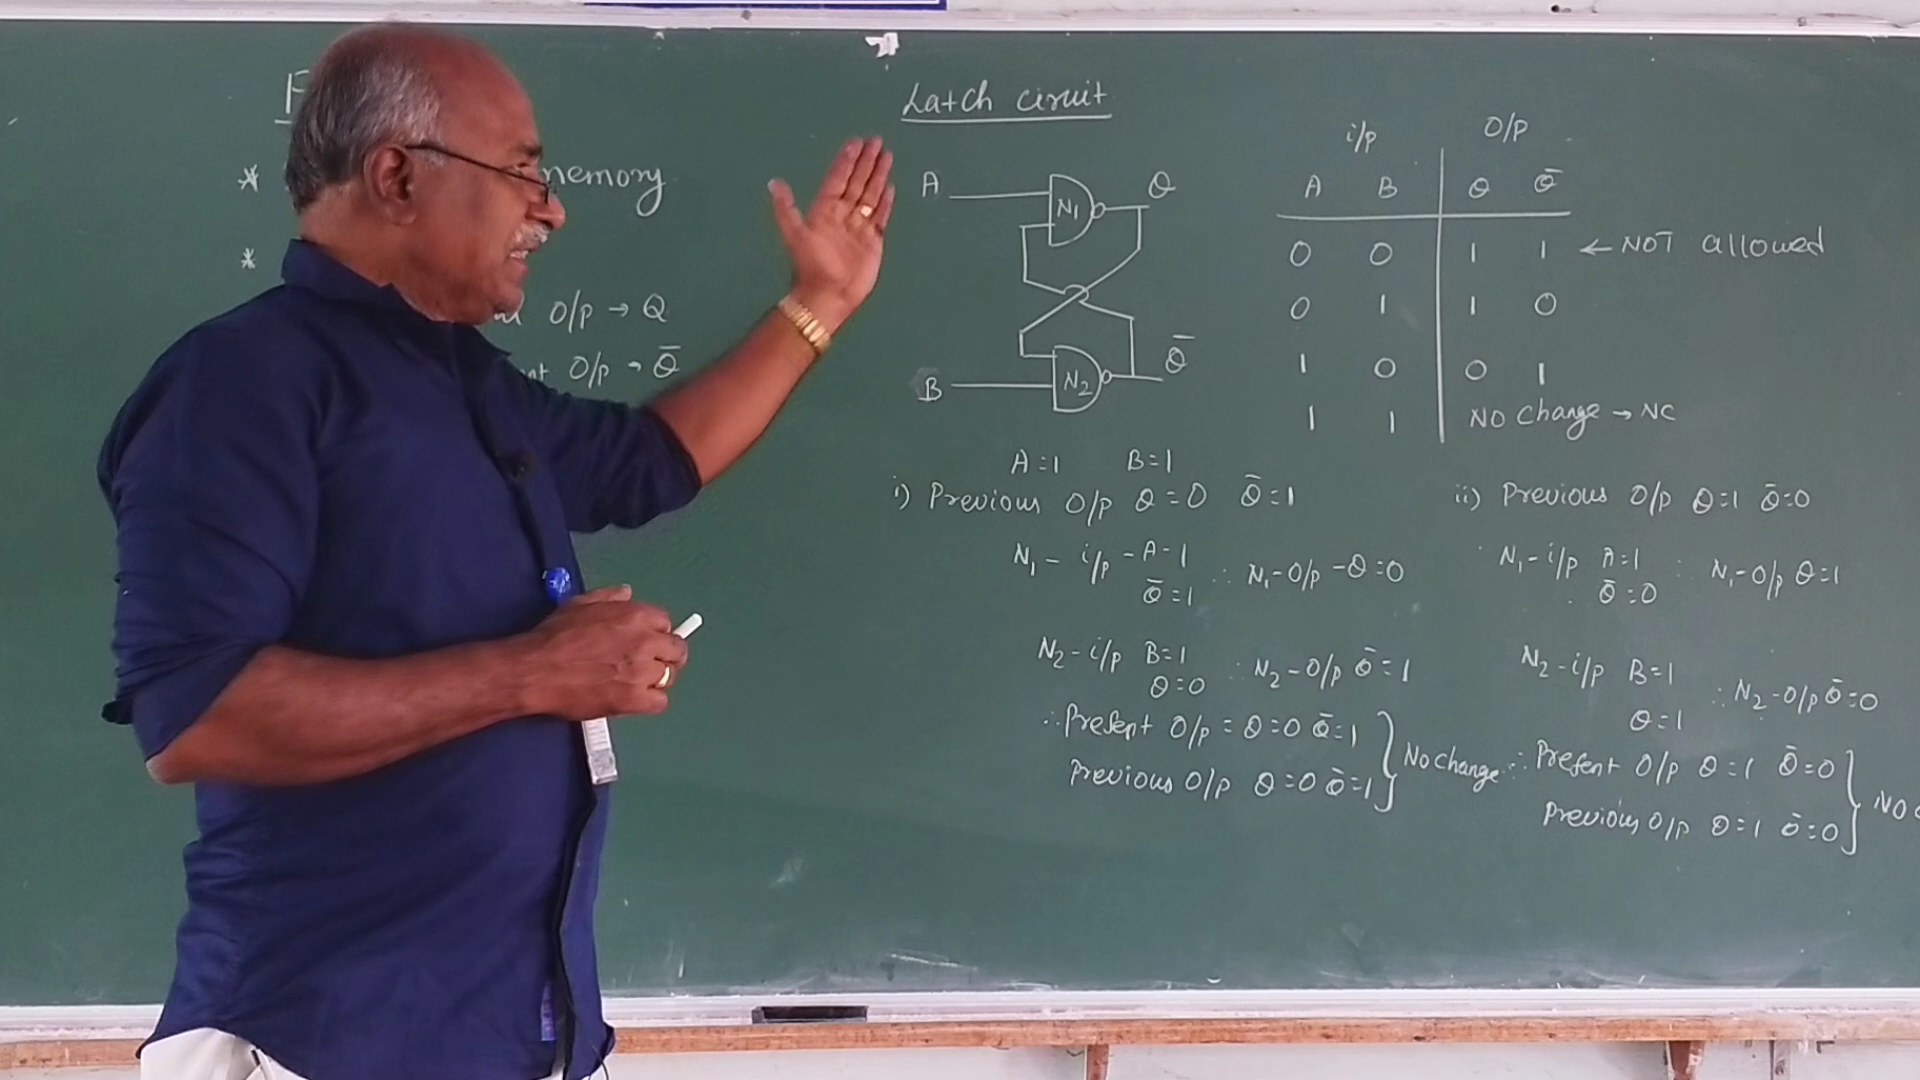 * memory
*
O/p → Q
O/p → Q̄
Latch circuit
A N₁ Q
B N₂ Q̄
i/p O/p
A B Q Q̄
0 0 1 1 ← NOT allowed
0 1 1 0
1 0 0 1
1 1 No change → NC
A=1 B=1
i) Previous O/p Q=0 Q̄=1
N₁ - i/p - A-1 ∴ N₁-O/p - Q=0
Q̄=1
N₂-i/p B=1 ∴ N₂-O/p Q̄=1
Q=0
∴ Present O/p = Q=0 Q̄=1
Previous O/p Q=0 Q̄=1 } No change
ii) Previous O/p Q=1 Q̄=0
N₁-i/p A=1 ∴ N₁-O/p Q=1
Q̄=0
N₂-i/p B=1 ∴ N₂-O/p Q̄=0
Q=1
∴ Present O/p Q=1 Q̄=0
Previous O/p Q=1 Q̄=0 } NO